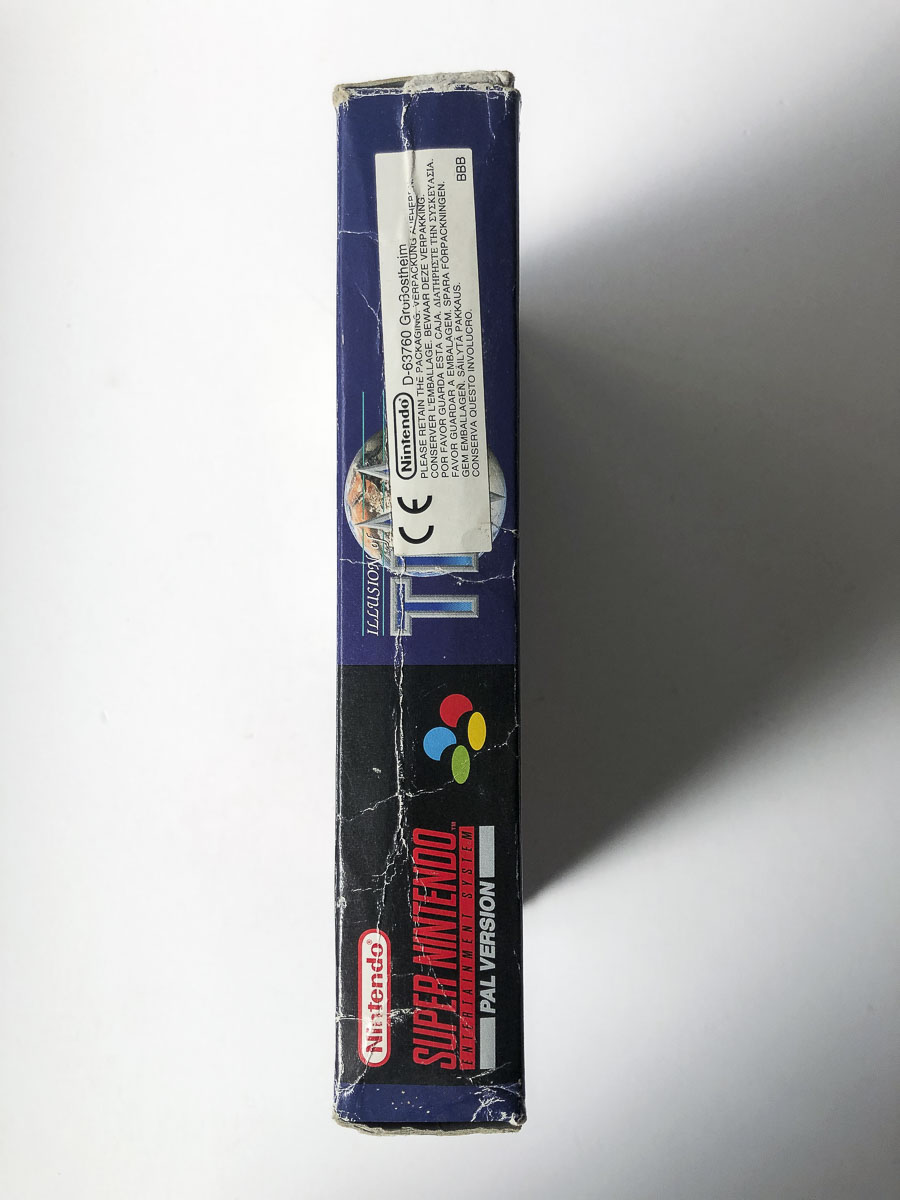 Nintendo®
SUPER NINTENDO™
ENTERTAINMENT SYSTEM
PAL VERSION
ILLUSION of
TI
CE
Nintendo® D-63760 Großostheim
PLEASE RETAIN THE PACKAGING. VERPACKUNG
CONSERVER L'EMBALLAGE. BEWAAR DEZE VERPAKKING.
POR FAVOR GUARDA ESTA CAJA. ΔΙΑΤΗΡΗΣΤΕ ΤΗΝ ΣΥΣΚΕΥΑΣΙΑ.
FAVOR GUARDAR A EMBALAGEM. SPARA FÖRPACKNINGEN.
GEM EMBALLAGEN. SÄILYTÄ PAKKAUS.
CONSERVA QUESTO INVOLUCRO.
BBB